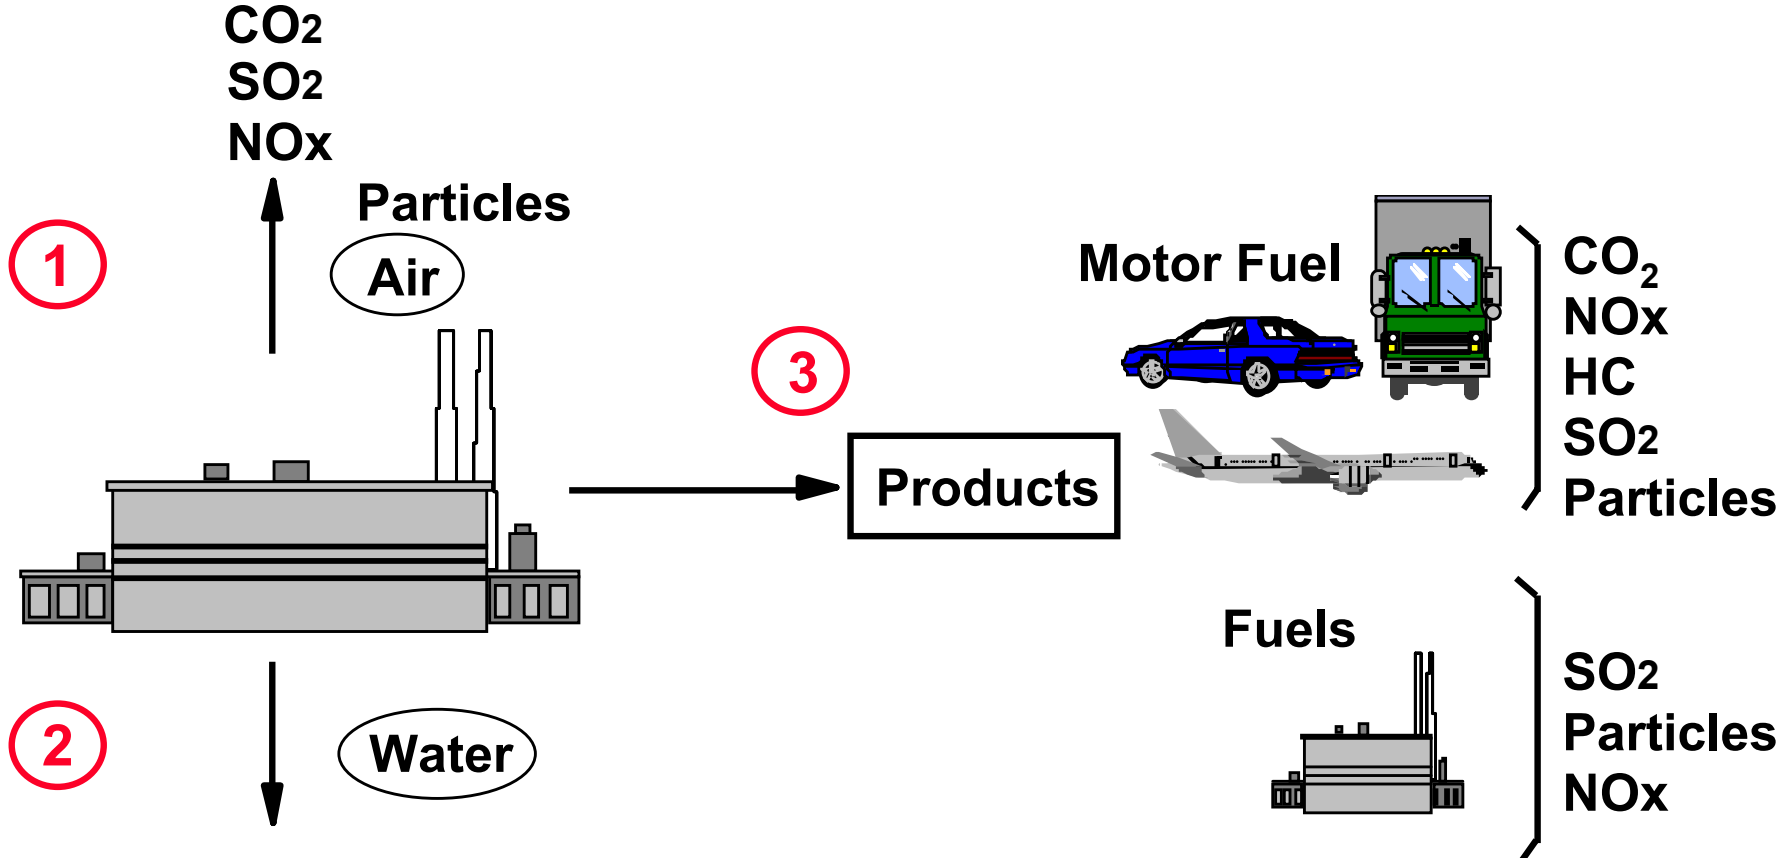 CO2
SO2
NOx
Particles
1
Air
3
Motor Fuel
CO2
NOx
HC
SO2
Particles
Products
Fuels
SO2
Particles
NOx
2
Water